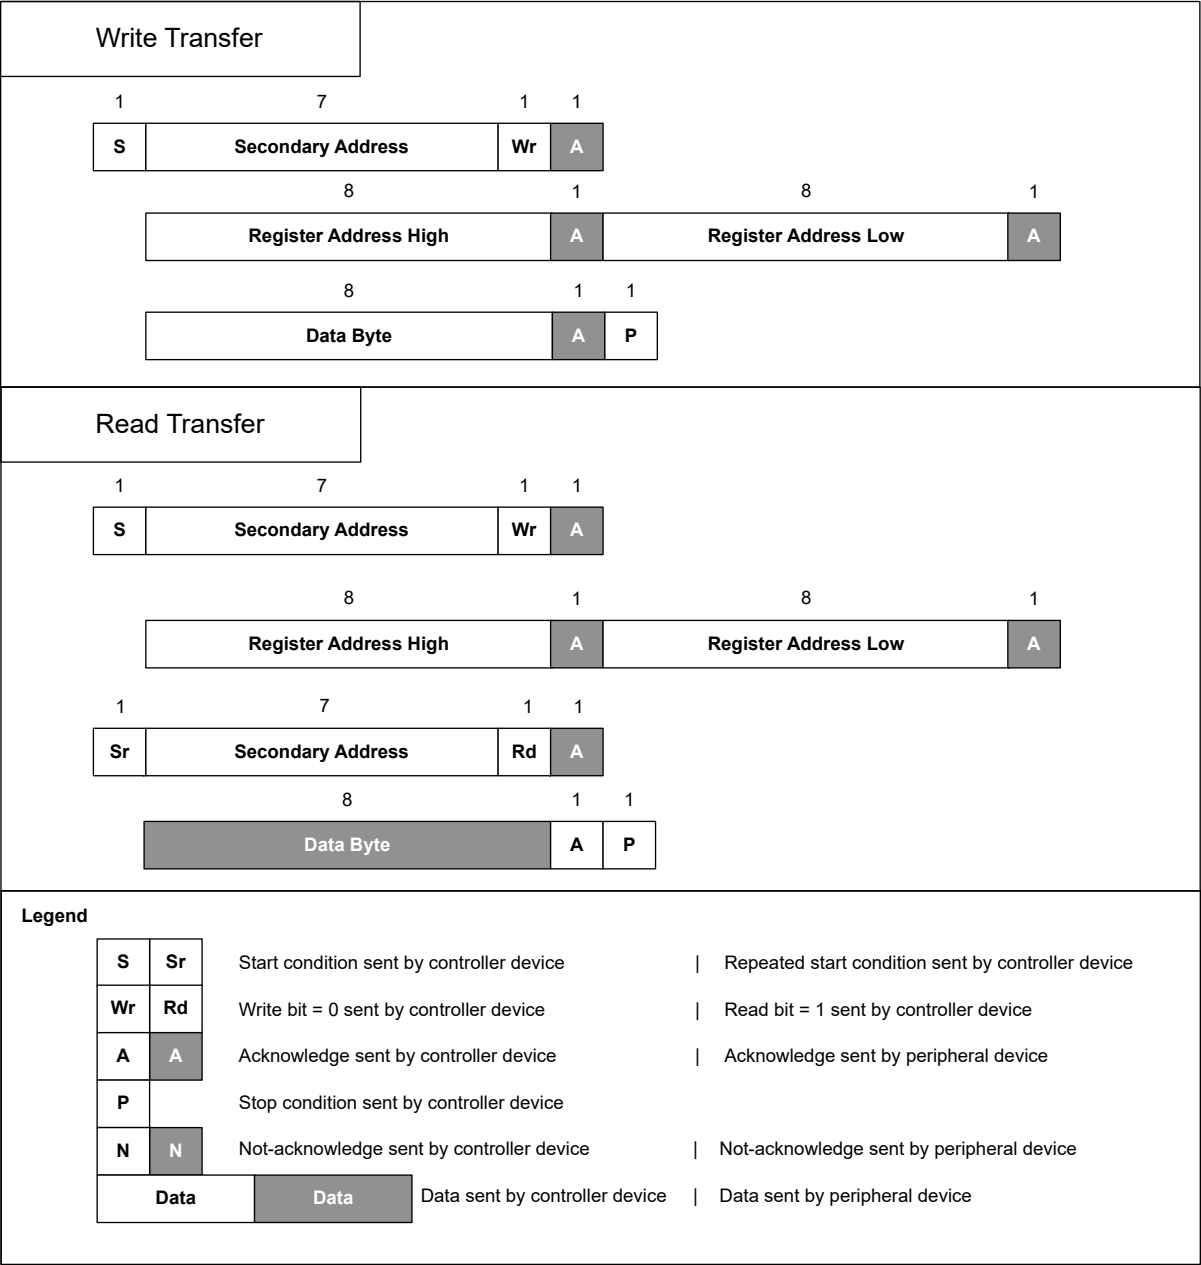 Write Transfer
1 7 1 1
S Secondary Address Wr A
8 1 8 1
Register Address High A Register Address Low A
8 1 1
Data Byte A P
Read Transfer
1 7 1 1
S Secondary Address Wr A
8 1 8 1
Register Address High A Register Address Low A
1 7 1 1
Sr Secondary Address Rd A
8 1 1
Data Byte A P
Legend
S Sr Start condition sent by controller device | Repeated start condition sent by controller device
Wr Rd Write bit = 0 sent by controller device | Read bit = 1 sent by controller device
A A Acknowledge sent by controller device | Acknowledge sent by peripheral device
P Stop condition sent by controller device
N N Not-acknowledge sent by controller device | Not-acknowledge sent by peripheral device
Data Data Data sent by controller device | Data sent by peripheral device